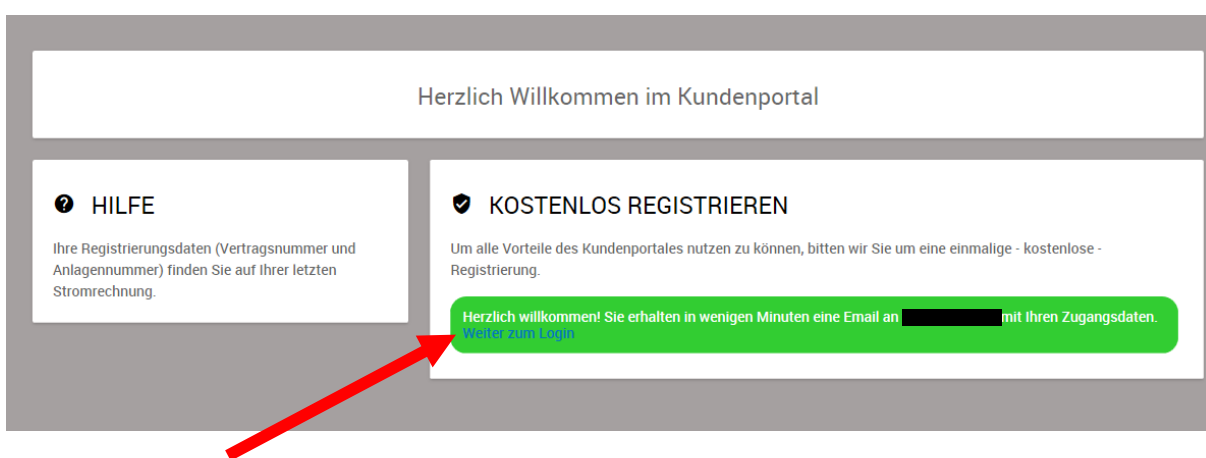 Herzlich Willkommen im Kundenportal
HILFE
Ihre Registrierungsdaten (Vertragsnummer und
Anlagennummer) finden Sie auf Ihrer letzten
Stromrechnung.
KOSTENLOS REGISTRIEREN
Um alle Vorteile des Kundenportales nutzen zu können, bitten wir Sie um eine einmalige - kostenlose -
Registrierung.
Herzlich willkommen! Sie erhalten in wenigen Minuten eine Email an mit Ihren Zugangsdaten.
Weiter zum Login